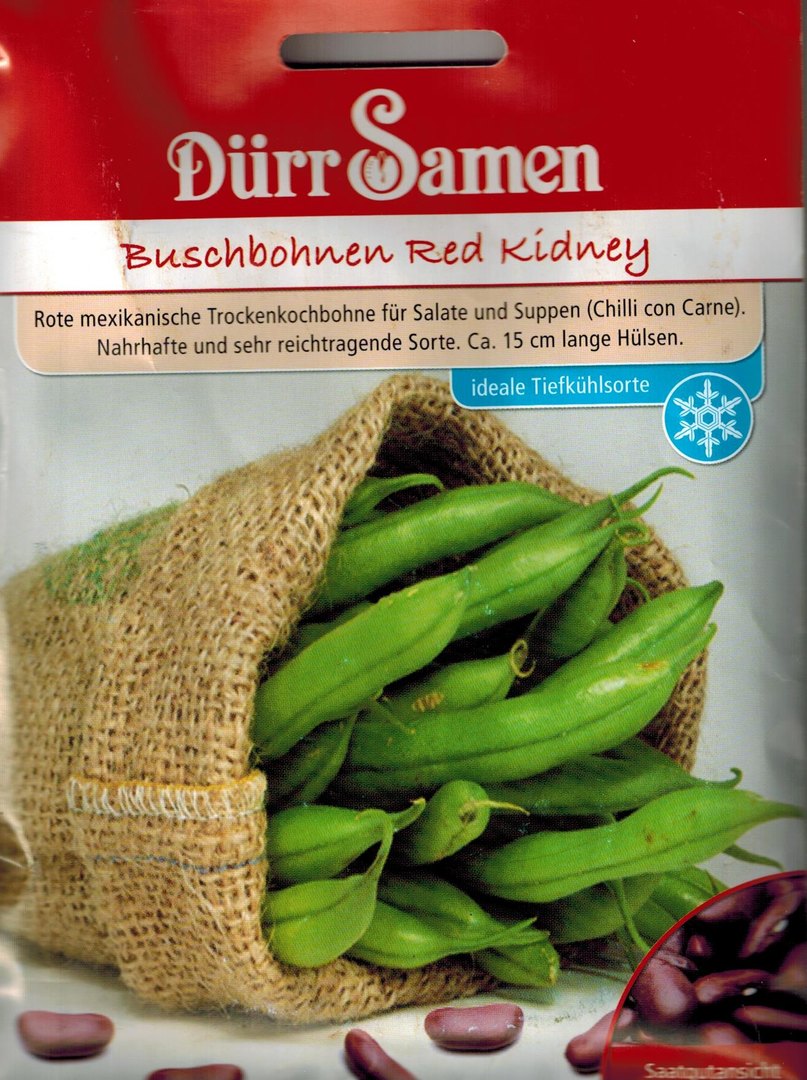 Dürr Samen
Buschbohnen Red Kidney
Rote mexikanische Trockenkochbohne für Salate und Suppen (Chilli con Carne).
Nahrhafte und sehr reichtragende Sorte. Ca. 15 cm lange Hülsen.
ideale Tiefkühlsorte
Saatgutansicht